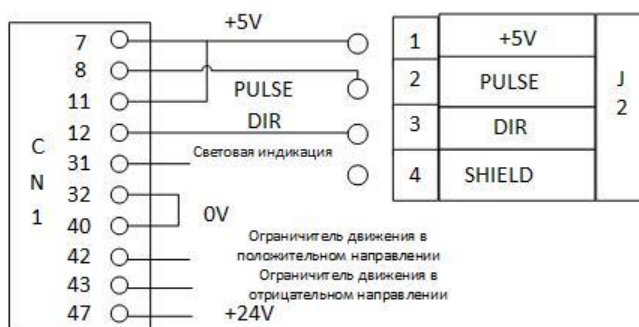 7
+5V
1
+5V
8
2
PULSE
J
11
PULSE
2
12
DIR
3
DIR
C
31
Световая индикация
N
32
4
SHIELD
1
40
0V
42
Ограничитель движения в
положительном направлении
43
Ограничитель движения в
отрицательном направлении
47
+24V